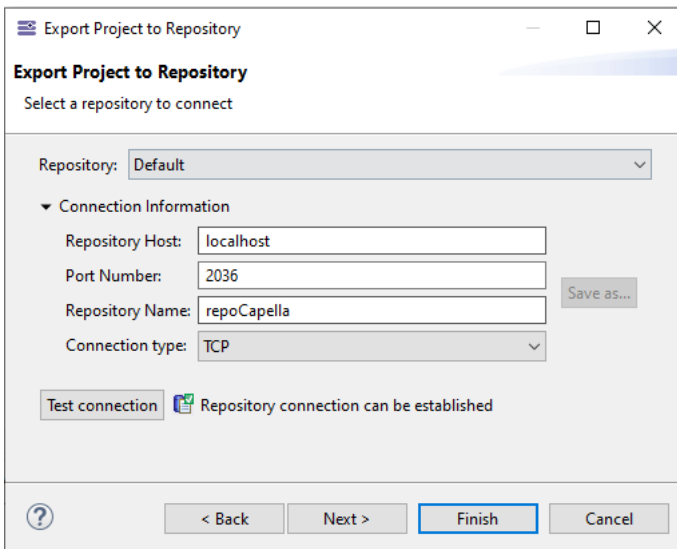 Export Project to Repository
Export Project to Repository
Select a repository to connect
Repository: Default
Connection Information
Repository Host: localhost
Port Number: 2036
Save as...
Repository Name: repoCapella
Connection type: TCP
Test connection Repository connection can be established
? < Back Next > Finish Cancel